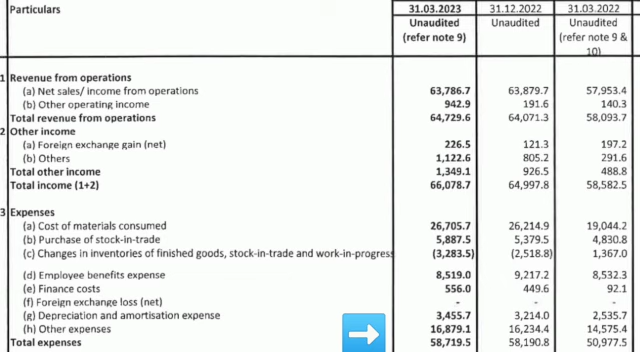 Particulars 31.03.2023 31.12.2022 31.03.2022
Unaudited Unaudited Unaudited
(refer note 9) (refer note 9 &
10)
1 Revenue from operations
(a) Net sales/ income from operations 63,786.7 63,879.7 57,953.4
(b) Other operating income 942.9 191.6 140.3
Total revenue from operations 64,729.6 64,071.3 58,093.7
2 Other income
(a) Foreign exchange gain (net) 226.5 121.3 197.2
(b) Others 1,122.6 805.2 291.6
Total other income 1,349.1 926.5 488.8
Total income (1+2) 66,078.7 64,997.8 58,582.5
3 Expenses
(a) Cost of materials consumed 26,705.7 26,214.9 19,044.2
(b) Purchase of stock-in-trade 5,887.5 5,379.5 4,830.8
(c) Changes in inventories of finished goods, stock-in-trade and work-in-progress (3,283.5) (2,518.8) 1,367.0
(d) Employee benefits expense 8,519.0 9,217.2 8,532.3
(e) Finance costs 556.0 449.6 92.1
(f) Foreign exchange loss (net) - - -
(g) Depreciation and amortisation expense 3,455.7 3,214.0 2,535.7
(h) Other expenses 16,879.1 16,234.4 14,575.4
Total expenses 58,719.5 58,190.8 50,977.5